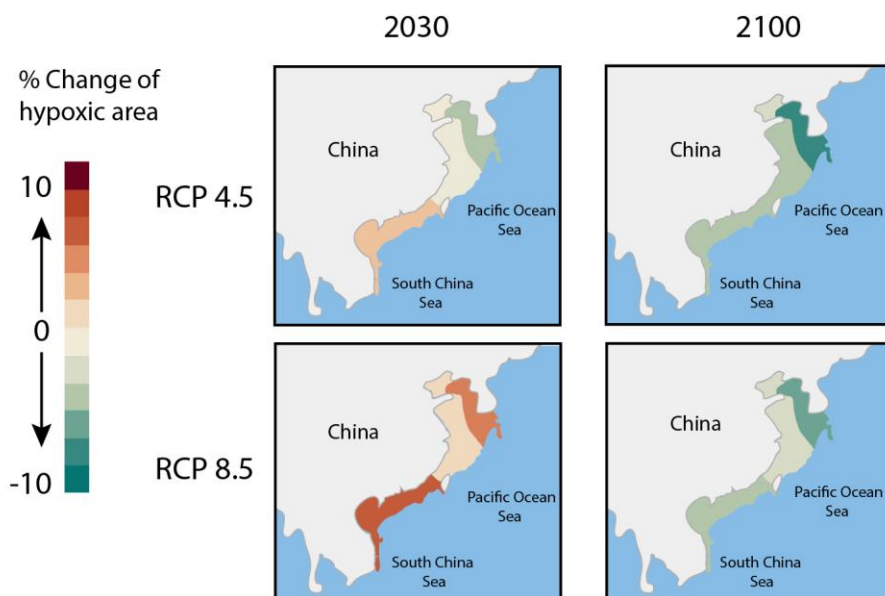 2030
2100
% Change of
hypoxic area
10
0
-10
RCP 4.5
China
Pacific Ocean
Sea
South China
Sea
China
Pacific Ocean
Sea
South China
Sea
RCP 8.5
China
Pacific Ocean
Sea
South China
Sea
China
Pacific Ocean
Sea
South China
Sea